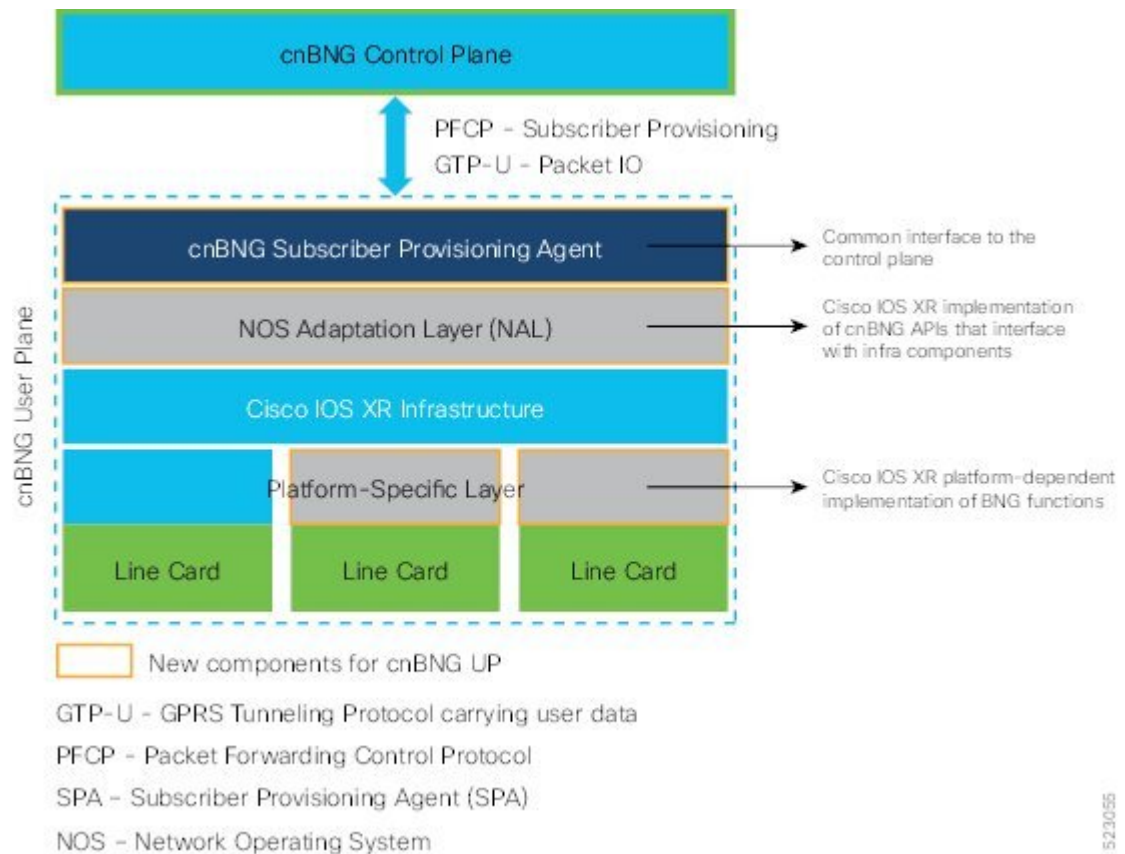 cnBNG Control Plane
PFCP - Subscriber Provisioning
GTP-U - Packet IO
cnBNG User Plane
cnBNG Subscriber Provisioning Agent
Common interface to the
control plane
NOS Adaptation Layer (NAL)
Cisco IOS XR implementation
of cnBNG APIs that interface
with infra components
Cisco IOS XR Infrastructure
Platform-Specific Layer
Cisco IOS XR platform-dependent
implementation of BNG functions
Line Card
Line Card
Line Card
New components for cnBNG UP
GTP-U - GPRS Tunneling Protocol carrying user data
PFCP - Packet Forwarding Control Protocol
SPA - Subscriber Provisioning Agent (SPA)
NOS - Network Operating System
523055